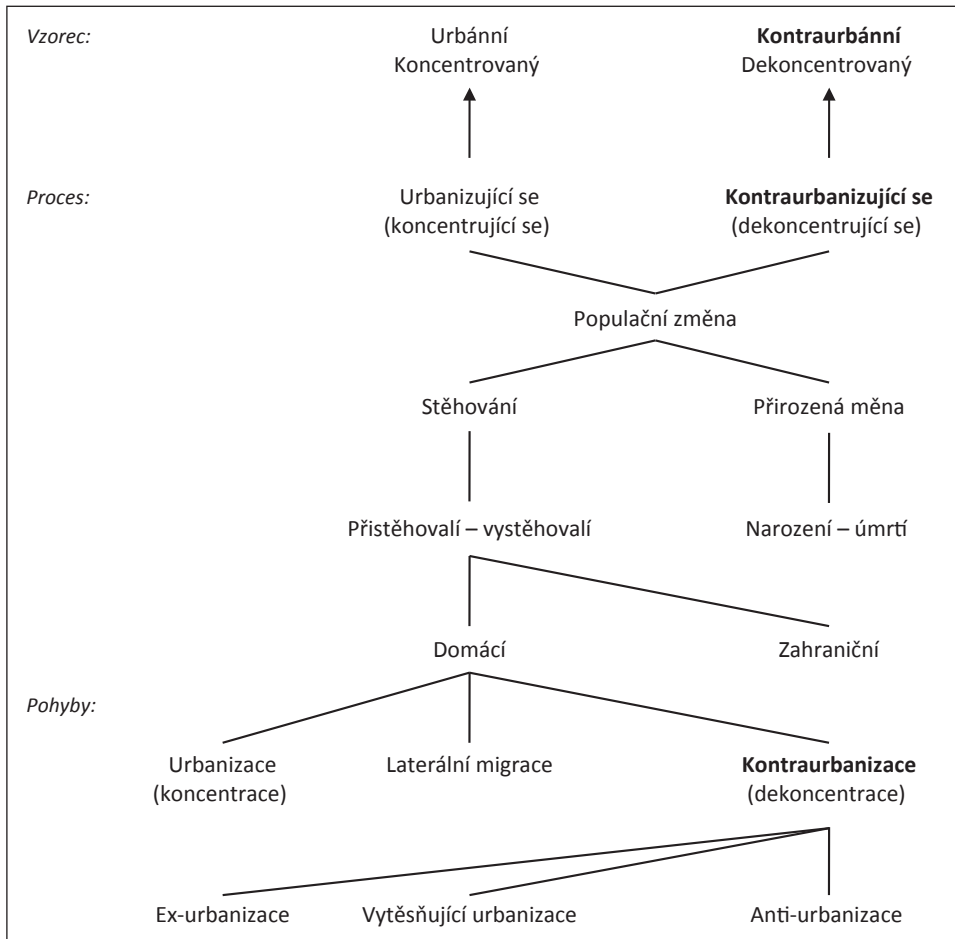 Vzorec:
Urbánní
Koncentrovaný
Kontraurbánní
Dekoncentrovaný
Proces:
Urbanizující se
(koncentrující se)
Kontraurbanizující se
(dekoncentrující se)
Populační změna
Stěhování
Přirozená měna
Přistěhovalí – vystěhovalí
Narození – úmrtí
Domácí
Zahraniční
Pohyby:
Urbanizace
(koncentrace)
Laterální migrace
Kontraurbanizace
(dekoncentrace)
Ex-urbanizace
Vytěsňující urbanizace
Anti-urbanizace